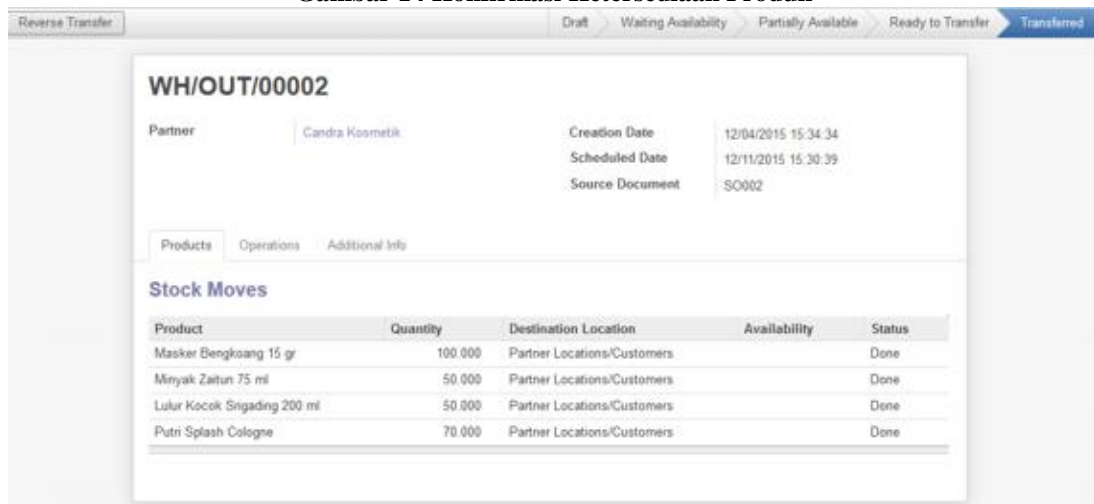 Reverse Transfer
Draft Waiting Availability Partially Available Ready to Transfer Transferred
WH/OUT/00002
Partner Candra Kosmetik Creation Date 12/04/2015 15:34:34
Scheduled Date 12/11/2015 15:30:39
Source Document SO002
Products Operations Additional Info
Stock Moves
Product Quantity Destination Location Availability Status
Masker Bengkoang 15 gr 100.000 Partner Locations/Customers Done
Minyak Zaitun 75 ml 50.000 Partner Locations/Customers Done
Lulur Kocok Srigading 200 ml 50.000 Partner Locations/Customers Done
Putri Splash Cologne 70.000 Partner Locations/Customers Done